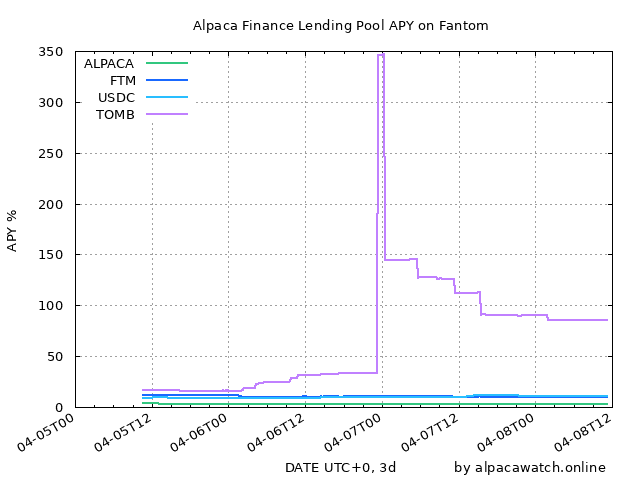 Alpaca Finance Lending Pool APY on Fantom
350
300
250
200
150
100
50
0
APY %
ALPACA
FTM
USDC
TOMB
04-05T00
04-05T12
04-06T00
04-06T12
04-07T00
04-07T12
04-08T00
04-08T12
DATE UTC+0, 3d
by alpacawatch.online